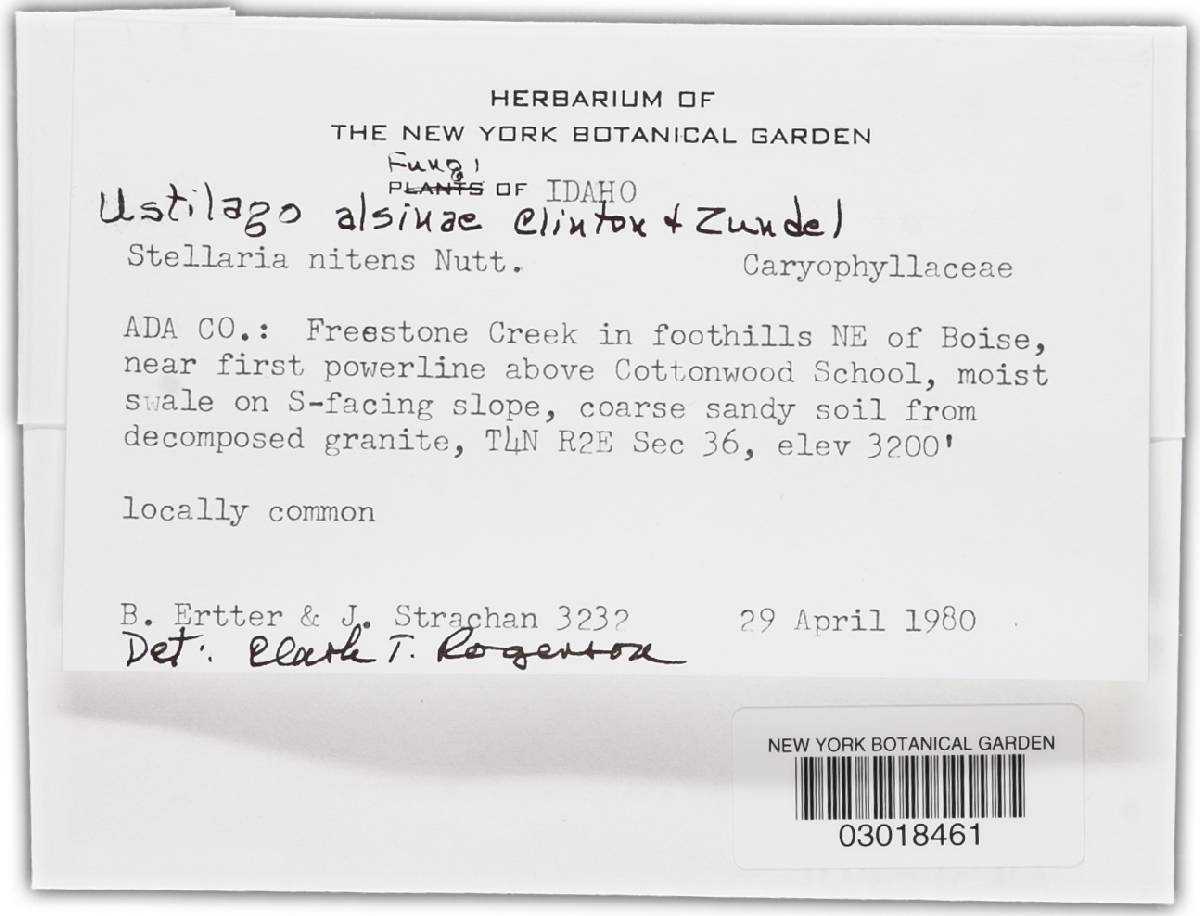 HERBARIUM OF
THE NEW YORK BOTANICAL GARDEN
Fungi
PLANTS OF IDAHO
Ustilago alsinae Clinton & Zundel
Stellaria nitens Nutt. Caryophyllaceae
ADA CO.: Freestone Creek in foothills NE of Boise,
near first powerline above Cottonwood School, moist
swale on S-facing slope, coarse sandy soil from
decomposed granite, T4N R2E Sec 36, elev 3200'
locally common
B. Ertter & J. Strachan 3232 29 April 1980
Det. Clark T. Rogerson
NEW YORK BOTANICAL GARDEN
03018461